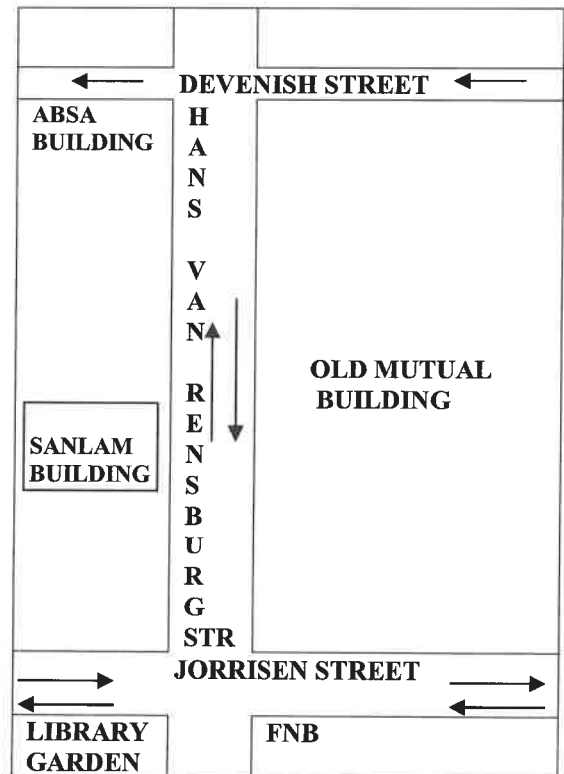 DEVENISH STREET
ABSA
BUILDING
HANS VAN RENSBURG
STR
OLD MUTUAL
BUILDING
SANLAM
BUILDING
JORRISEN STREET
LIBRARY
GARDEN
FNB